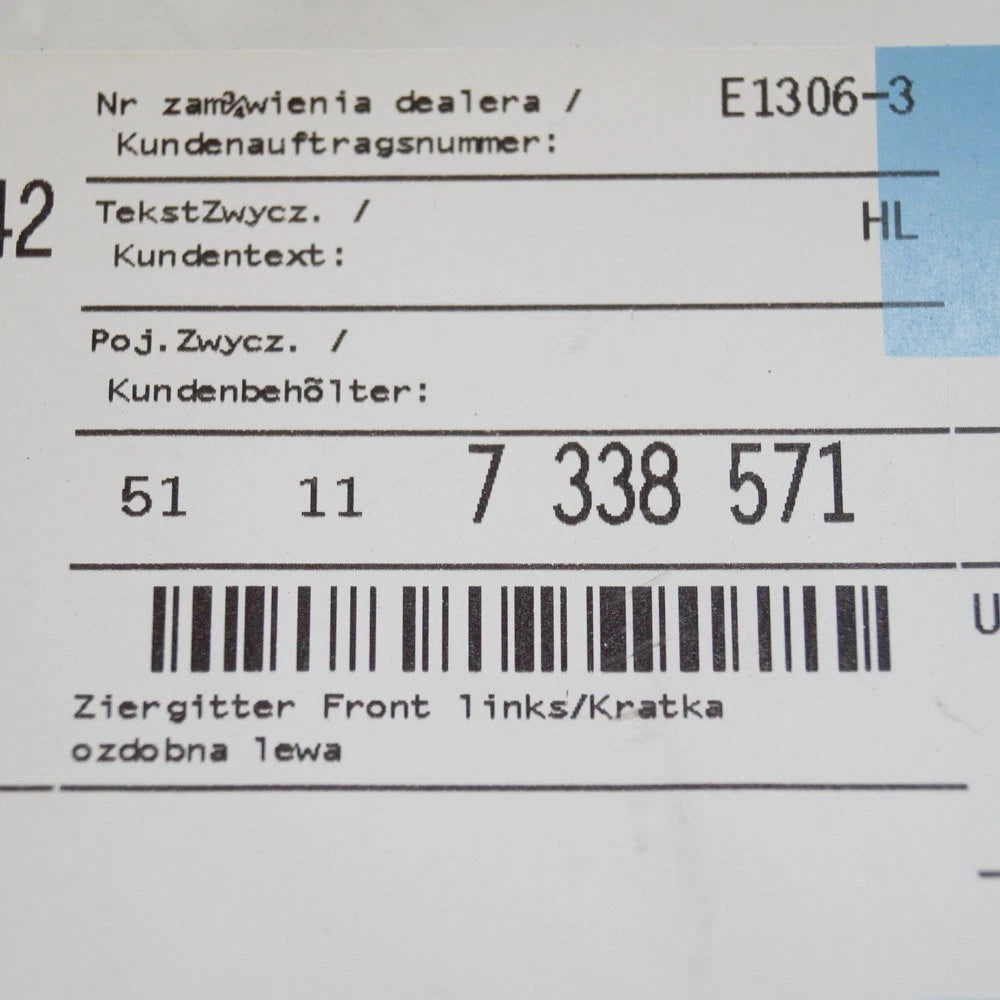 Nr zam¾wienia dealera / E1306-3
Kundenauftragsnummer:
42
TekstZwycz. / HL
Kundentext:
Poj.Zwycz. /
Kundenbehõlter:
51 11 7 338 571
U
Ziergitter Front links/Kratka
ozdobna lewa